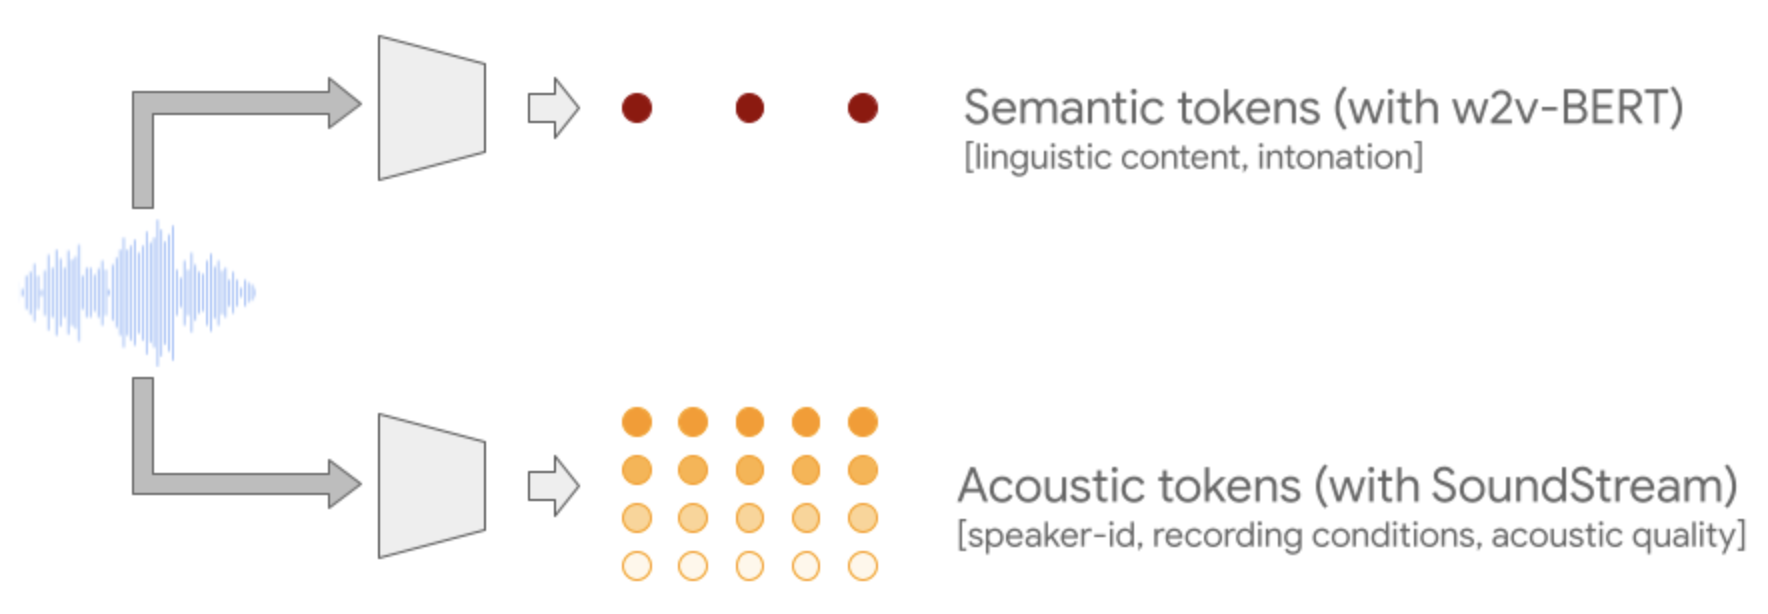 Semantic tokens (with w2v-BERT)
[linguistic content, intonation]
Acoustic tokens (with SoundStream)
[speaker-id, recording conditions, acoustic quality]